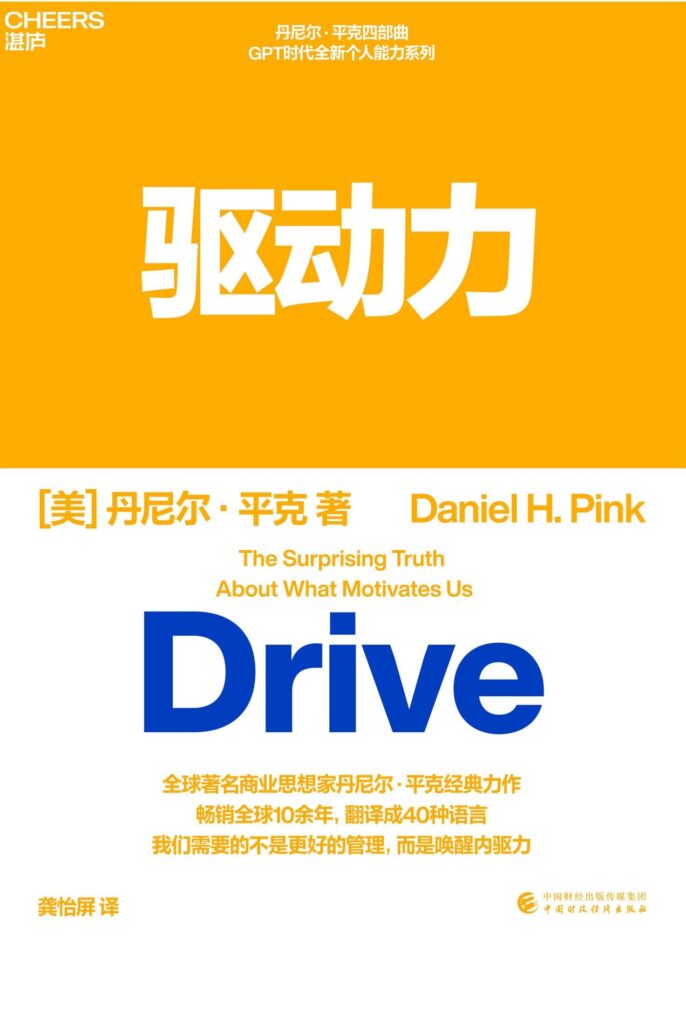 CHEERS
湛庐
丹尼尔·平克四部曲
GPT时代全新个人能力系列
驱动力
[美] 丹尼尔·平克 著
Daniel H. Pink
The Surprising Truth
About What Motivates Us
Drive
全球著名商业思想家丹尼尔·平克经典力作
畅销全球10余年, 翻译成40种语言
我们需要的不是更好的管理, 而是唤醒内驱力
龚怡屏 译
中国财经出版传媒集团
中国财政经济出版社